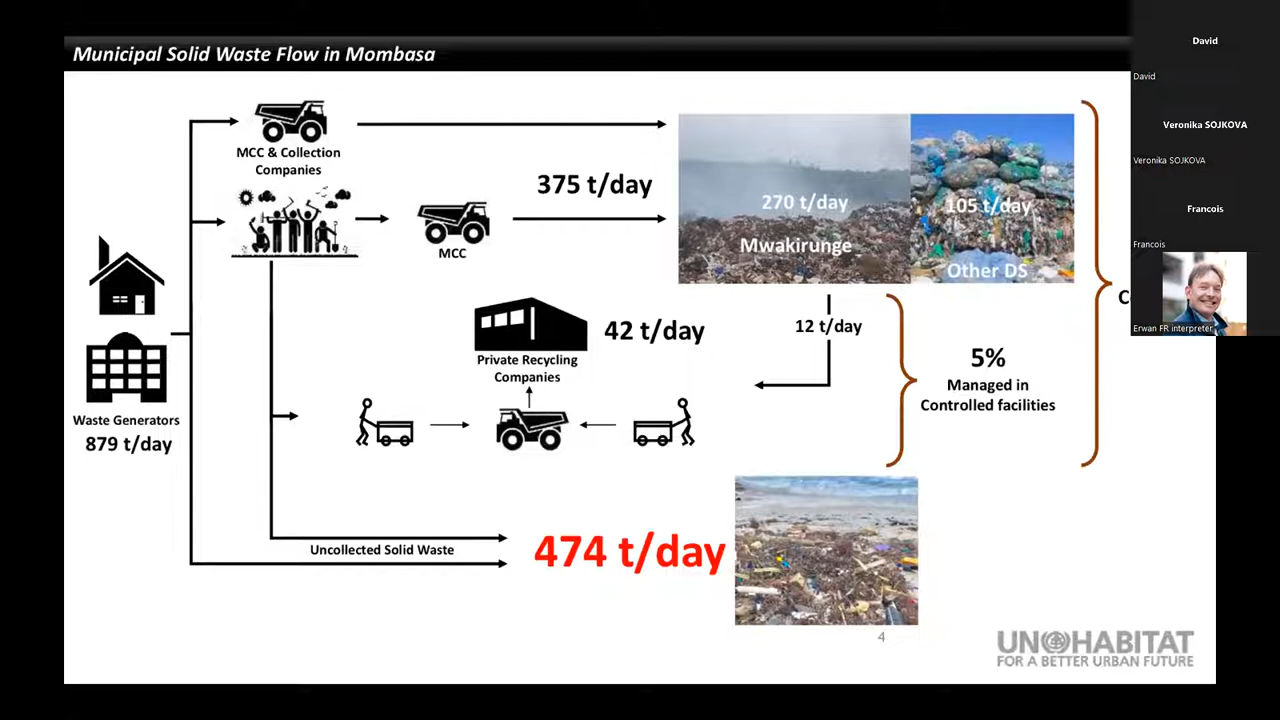 Municipal Solid Waste Flow in Mombasa
MCC & Collection
Companies
375 t/day
MCC
270 t/day
Mwakirunge
105 t/day
Other DS
Private Recycling
Companies
42 t/day
12 t/day
5%
Managed in
Controlled facilities
Waste Generators
879 t/day
Uncollected Solid Waste
474 t/day
4
UN HABITAT
FOR A BETTER URBAN FUTURE
David
David
Veronika SOJKOVA
Veronika SOJKOVA
Francois
Francois
Erwan FR interpreter